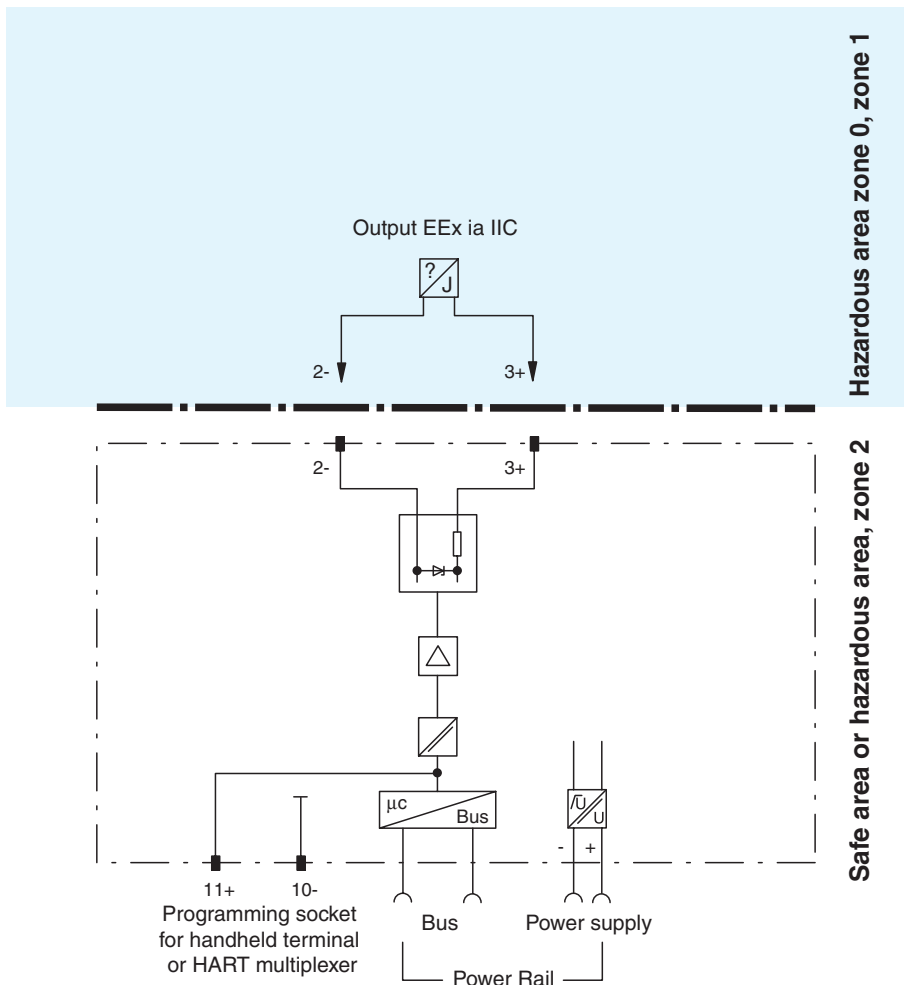 Hazardous area zone 0, zone 1
Output EEx ia IIC
?
J
2-
3+
Safe area or hazardous area, zone 2
2-
3+
µc
Bus
/U̅
U
-
+
11+
10-
Programming socket
for handheld terminal
or HART multiplexer
Bus
Power supply
Power Rail